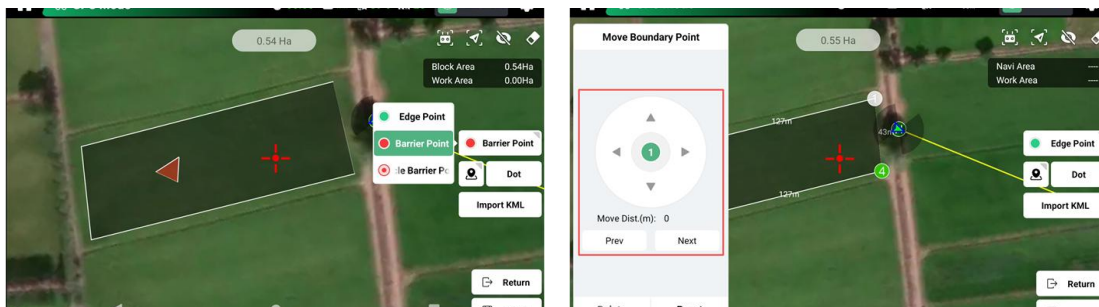 0.54 Ha
Block Area 0.54Ha
Work Area 0.00Ha
Edge Point
Barrier Point
Barrier Point
Dot
Import KML
Return
Move Boundary Point
1
Move Dist.(m): 0
Prev Next
0.55 Ha
Navi Area ----
Work Area ----
1
127m
43m
4
127m
Edge Point
Dot
Import KML
Return